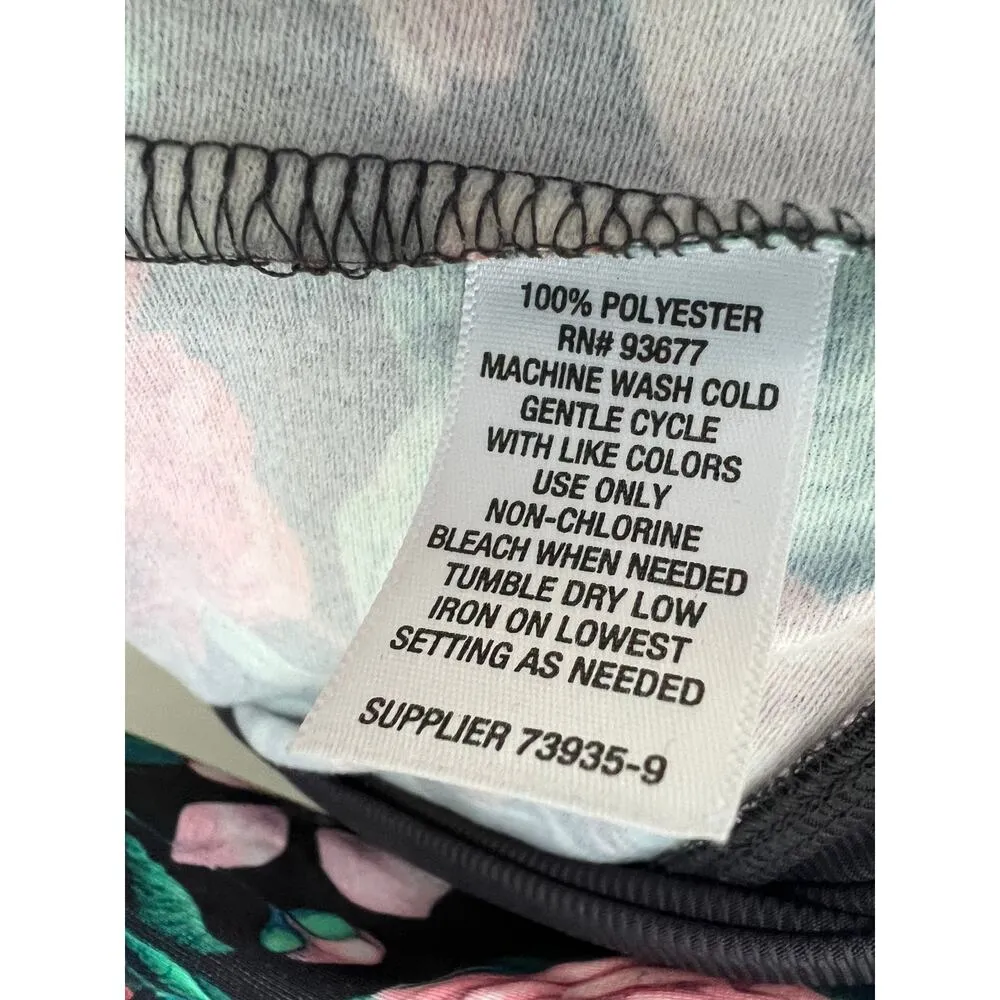 100% POLYESTER
RN# 93677
MACHINE WASH COLD
GENTLE CYCLE
WITH LIKE COLORS
USE ONLY
NON-CHLORINE
BLEACH WHEN NEEDED
TUMBLE DRY LOW
IRON ON LOWEST
SETTING AS NEEDED
SUPPLIER 73935-9